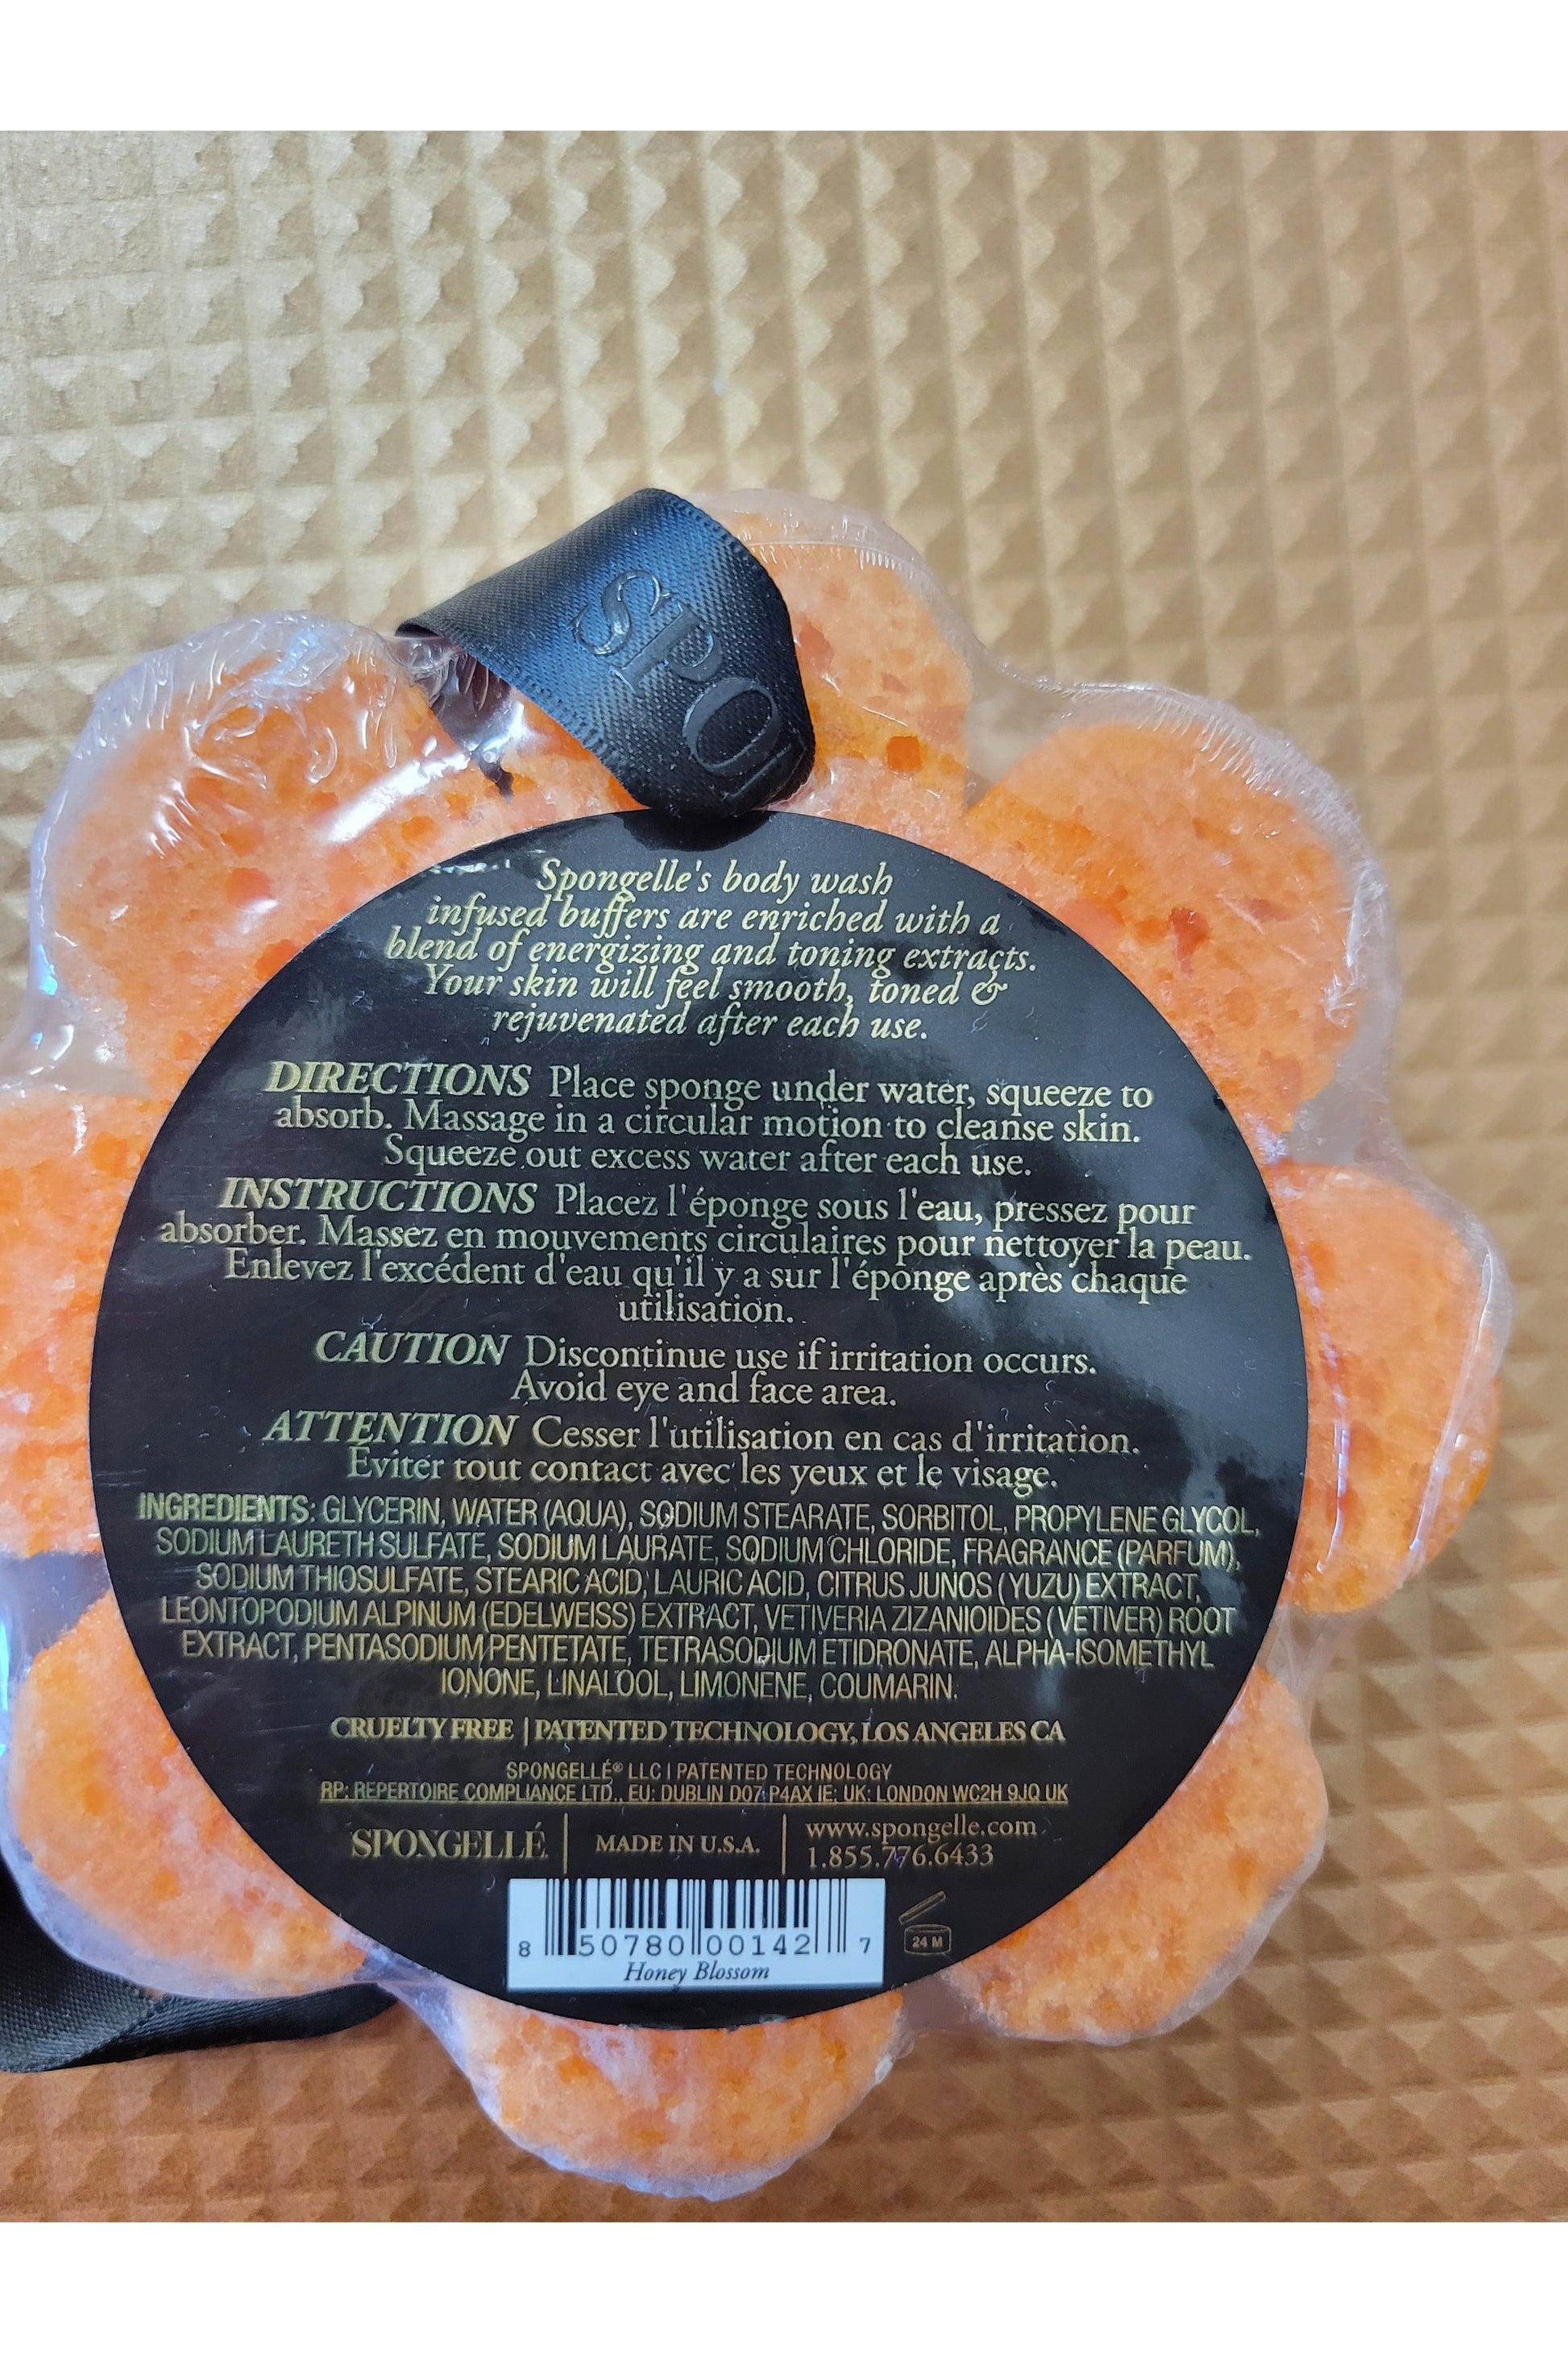 SPO
Spongelle's body wash
infused buffers are enriched with a
blend of energizing and toning extracts.
Your skin will feel smooth, toned &
rejuvenated after each use.
DIRECTIONS Place sponge under water, squeeze to
absorb. Massage in a circular motion to cleanse skin.
Squeeze out excess water after each use.
INSTRUCTIONS Placez l'éponge sous l'eau, pressez pour
absorber. Massez en mouvements circulaires pour nettoyer la peau.
Enlevez l'excédent d'eau qu'il y a sur l'éponge après chaque
utilisation.
CAUTION Discontinue use if irritation occurs.
Avoid eye and face area.
ATTENTION Cesser l'utilisation en cas d'irritation.
Éviter tout contact avec les yeux et le visage.
INGREDIENTS: GLYCERIN, WATER (AQUA), SODIUM STEARATE, SORBITOL, PROPYLENE GLYCOL,
SODIUM LAURETH SULFATE, SODIUM LAURATE, SODIUM CHLORIDE, FRAGRANCE (PARFUM),
SODIUM THIOSULFATE, STEARIC ACID, LAURIC ACID, CITRUS JUNOS (YUZU) EXTRACT,
LEONTOPODIUM ALPINUM (EDELWEISS) EXTRACT, VETIVERIA ZIZANIOIDES (VETIVER) ROOT
EXTRACT, PENTASODIUM PENTETATE, TETRASODIUM ETIDRONATE, ALPHA-ISOMETHYL
IONONE, LINALOOL, LIMONENE, COUMARIN.
CRUELTY FREE | PATENTED TECHNOLOGY, LOS ANGELES CA
SPONGELLÉ® LLC | PATENTED TECHNOLOGY
RP: REPERTOIRE COMPLIANCE LTD., EU: DUBLIN D07 P4AX IE: UK: LONDON WC2H 9JQ UK
SPONGELLÉ | MADE IN U.S.A. | www.spongelle.com
1.855.776.6433
8 50780 00142 7
24 M
Honey Blossom